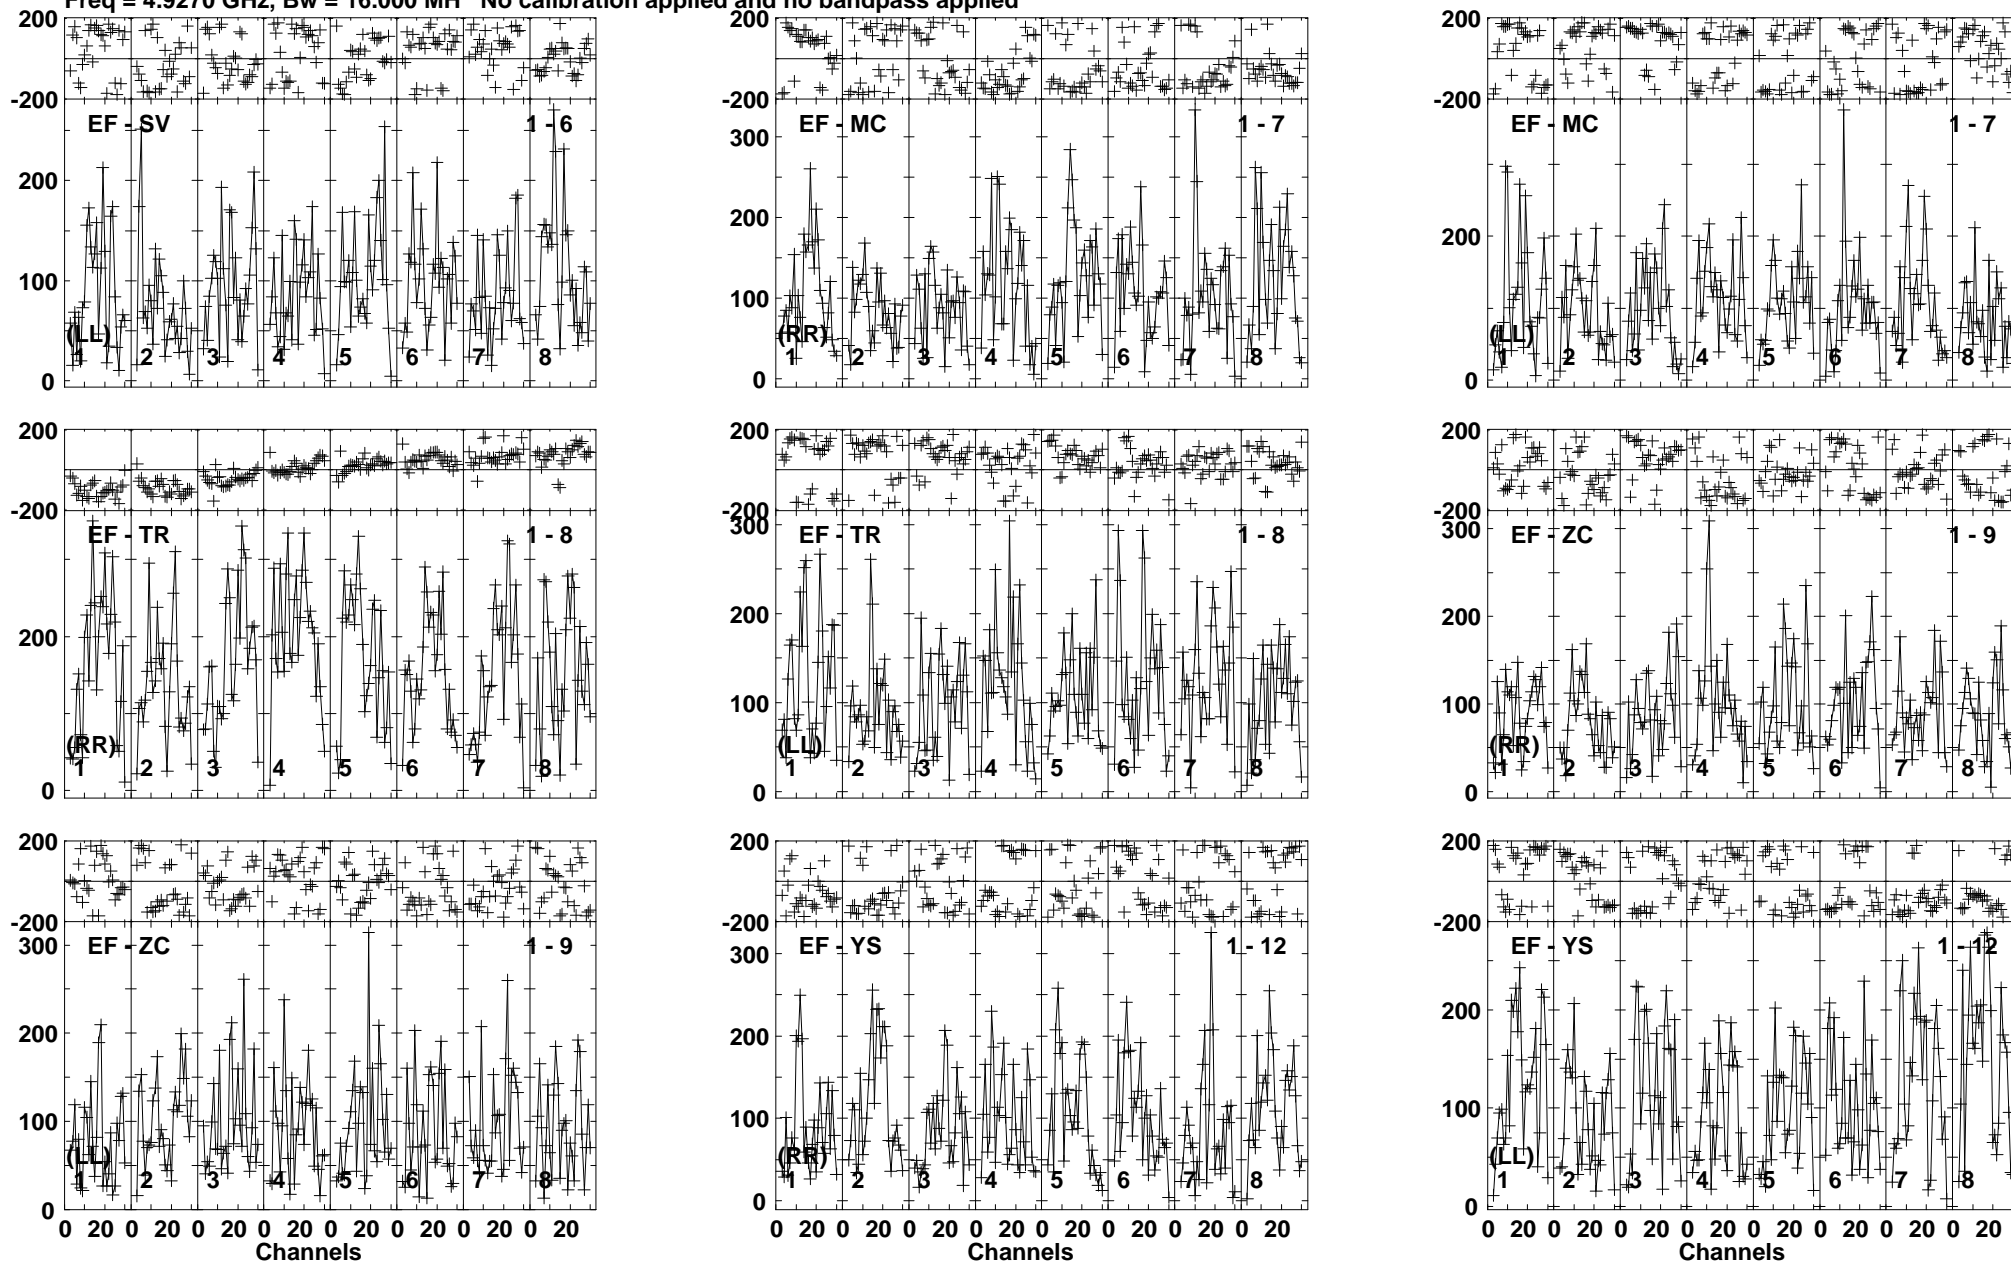 Freq = 4.9270 GHz, Bw = 16.000 MH No calibration applied and no bandpass applied
200 200 200
-200 -200 -200
EF - SV 1 - 6 EF - MC 1 - 7 EF - MC 1 - 7
300
200 200 200
100 100
(LL) (RR) (LL)
1 2 3 4 5 6 7 8 1 2 3 4 5 6 7 8 1 2 3 4 5 6 7 8
0 0 0
200 200 200
-200 -200 -200
EF - TR 1 - 8 EF - TR 1 - 8 EF - ZC 1 - 9
300 300
200 200 200
100 100
(RR) (LL) (RR)
1 2 3 4 5 6 7 8 1 2 3 4 5 6 7 8 1 2 3 4 5 6 7 8
0 0 0
200 200 200
-200 -200 -200
EF - ZC 1 - 9 EF - YS 1 - 12 EF - YS 1 - 12
300 300
200 200 200
100 100 100
(LL) (RR) (LL)
1 2 3 4 5 6 7 8 1 2 3 4 5 6 7 8 1 2 3 4 5 6 7 8
0 0 0
0 20 0 20 0 20 0 20 0 20 0 20 0 20 0 20 0 20 0 20 0 20 0 20 0 20 0 20 0 20 0 20 0 20 0 20 0 20 0 20 0 20 0 20 0 20 0 20
Channels Channels Channels